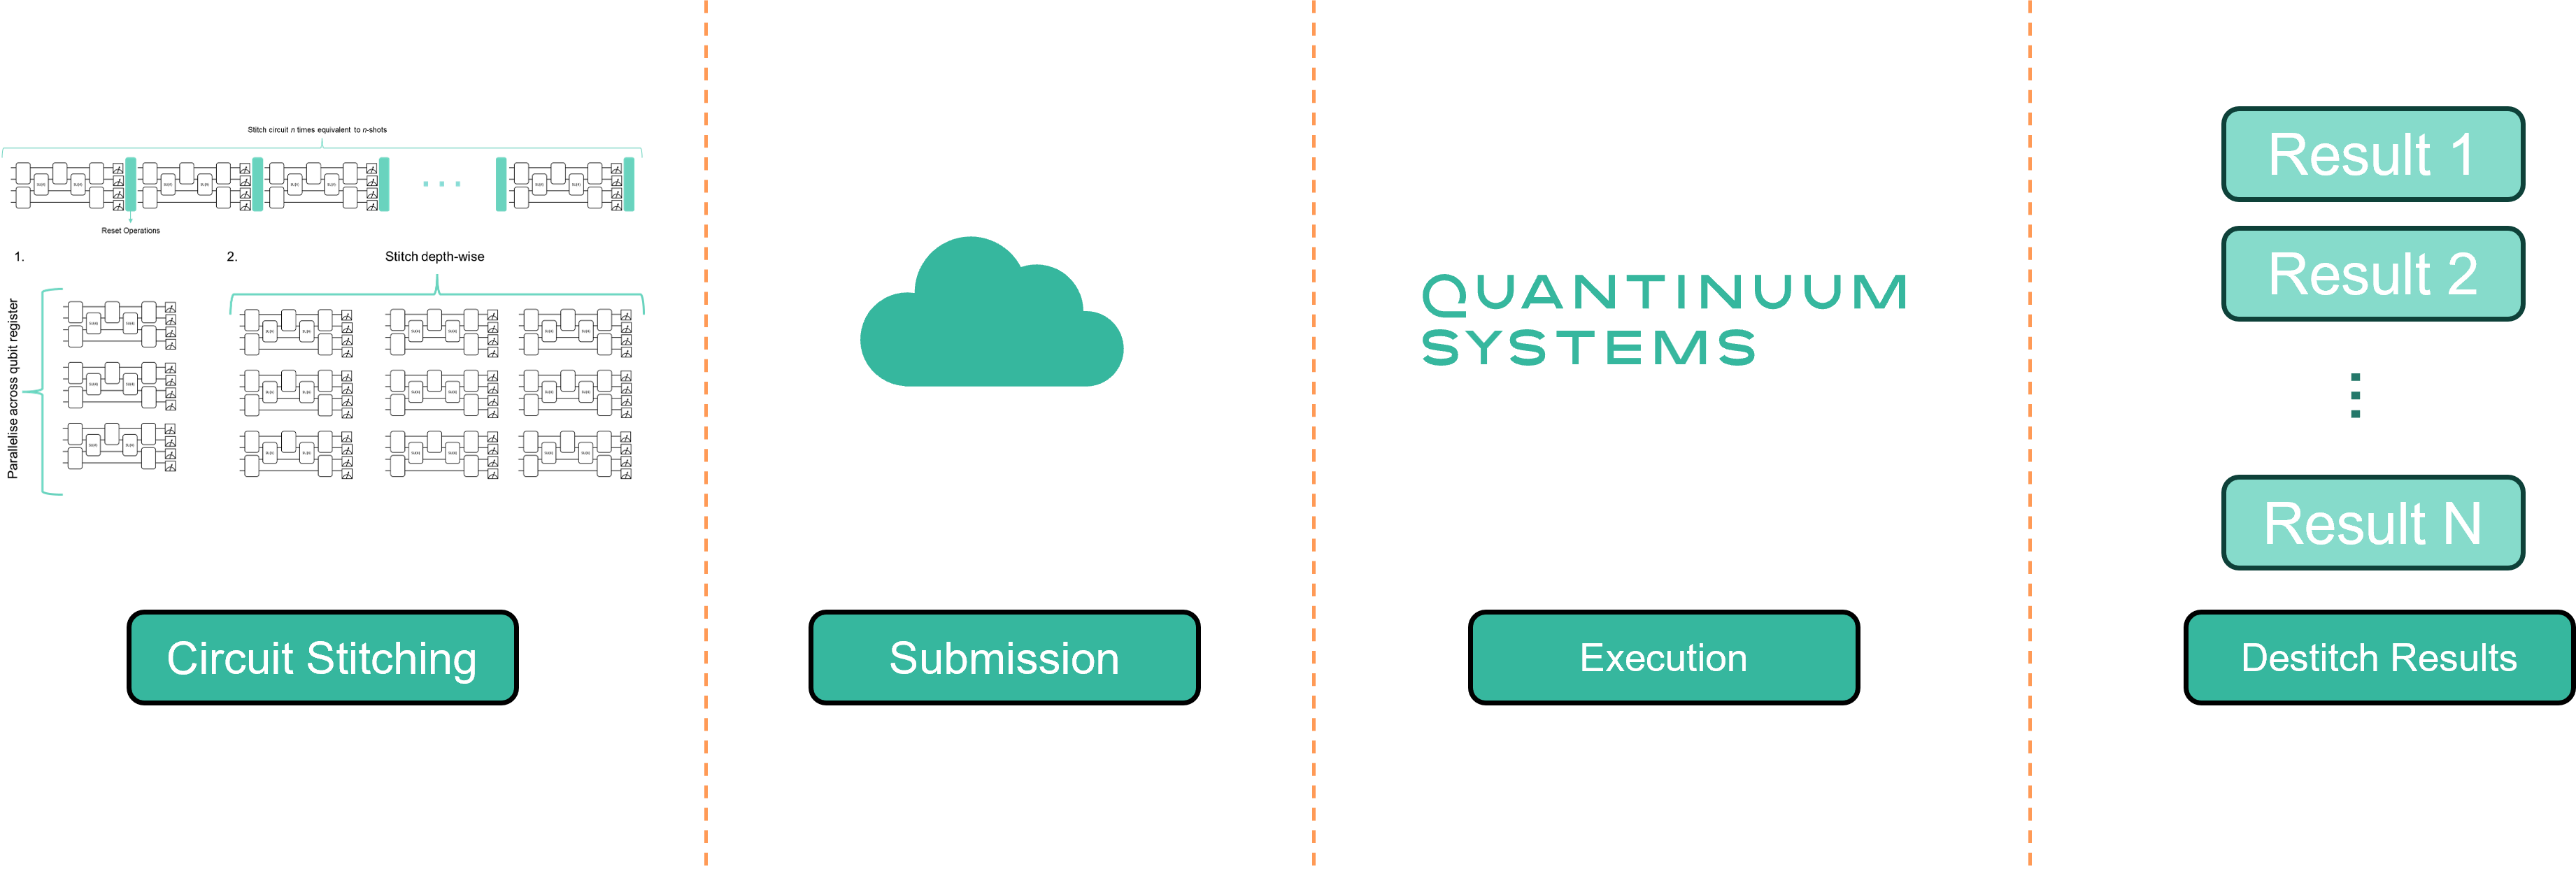 Stitch circuit n times equivalent to n-shots
Reset Operations
1.
Parallelise across qubit register
2.
Stitch depth-wise
Circuit Stitching
Submission
QUANTINUUM
SYSTEMS
Execution
Result 1
Result 2
Result N
Destitch Results